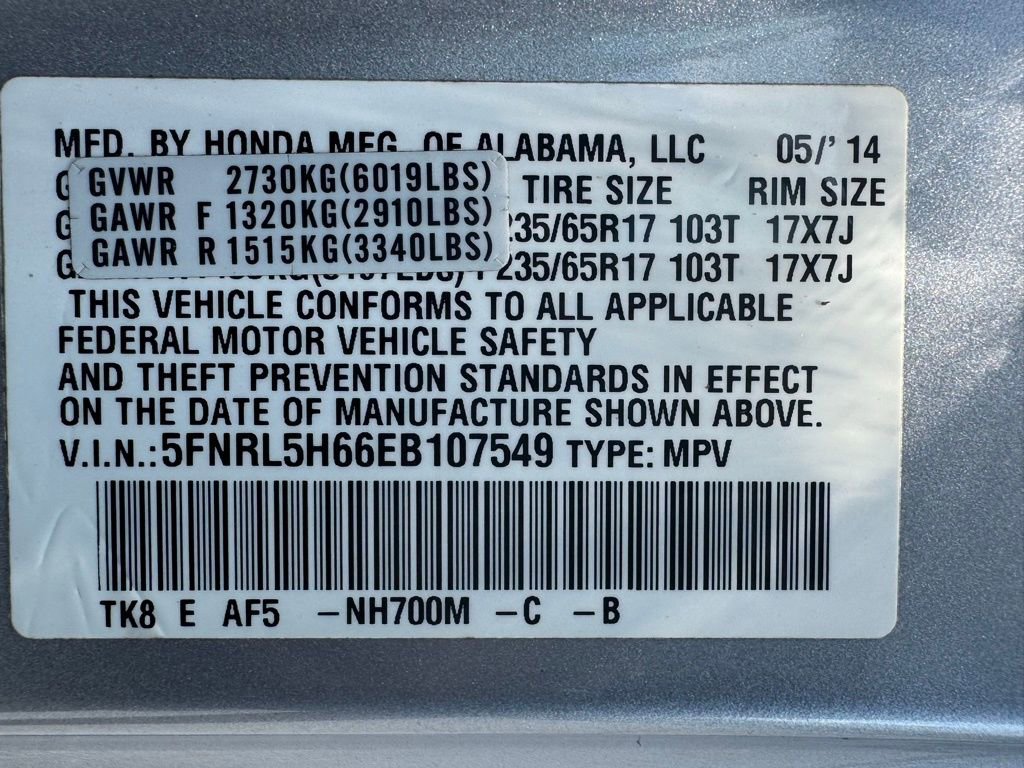 MFD. BY HONDA MFG. OF ALABAMA, LLC 05/' 14
GVWR 2730KG(6019LBS) TIRE SIZE RIM SIZE
GAWR F 1320KG(2910LBS) 235/65R17 103T 17X7J
GAWR R 1515KG(3340LBS) 235/65R17 103T 17X7J
THIS VEHICLE CONFORMS TO ALL APPLICABLE
FEDERAL MOTOR VEHICLE SAFETY
AND THEFT PREVENTION STANDARDS IN EFFECT
ON THE DATE OF MANUFACTURE SHOWN ABOVE.
V.I.N.: 5FNRL5H66EB107549 TYPE: MPV
TK8 E AF5 –NH700M –C –B